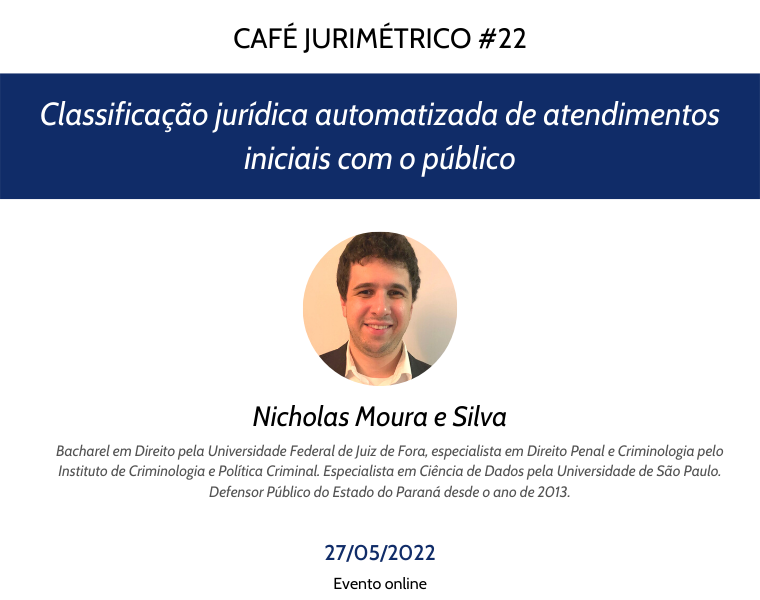 CAFÉ JURIMÉTRICO #22
Classificação jurídica automatizada de atendimentos
iniciais com o público
Nicholas Moura e Silva
Bacharel em Direito pela Universidade Federal de Juiz de Fora, especialista em Direito Penal e Criminologia pelo
Instituto de Criminologia e Política Criminal. Especialista em Ciência de Dados pela Universidade de São Paulo.
Defensor Público do Estado do Paraná desde o ano de 2013.
27/05/2022
Evento online